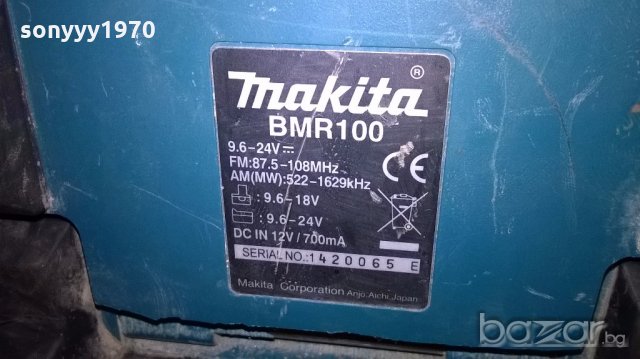 sonyyy1970
makita®
BMR100
9.6-24V⎓
FM:87.5-108MHz
AM(MW):522-1629kHz
CE
: 9.6-18V
: 9.6-24V
DC IN 12V/700mA
SERIAL NO.:1420065 E
Makita Corporation Anjo,Aichi,Japan
bazar.bg